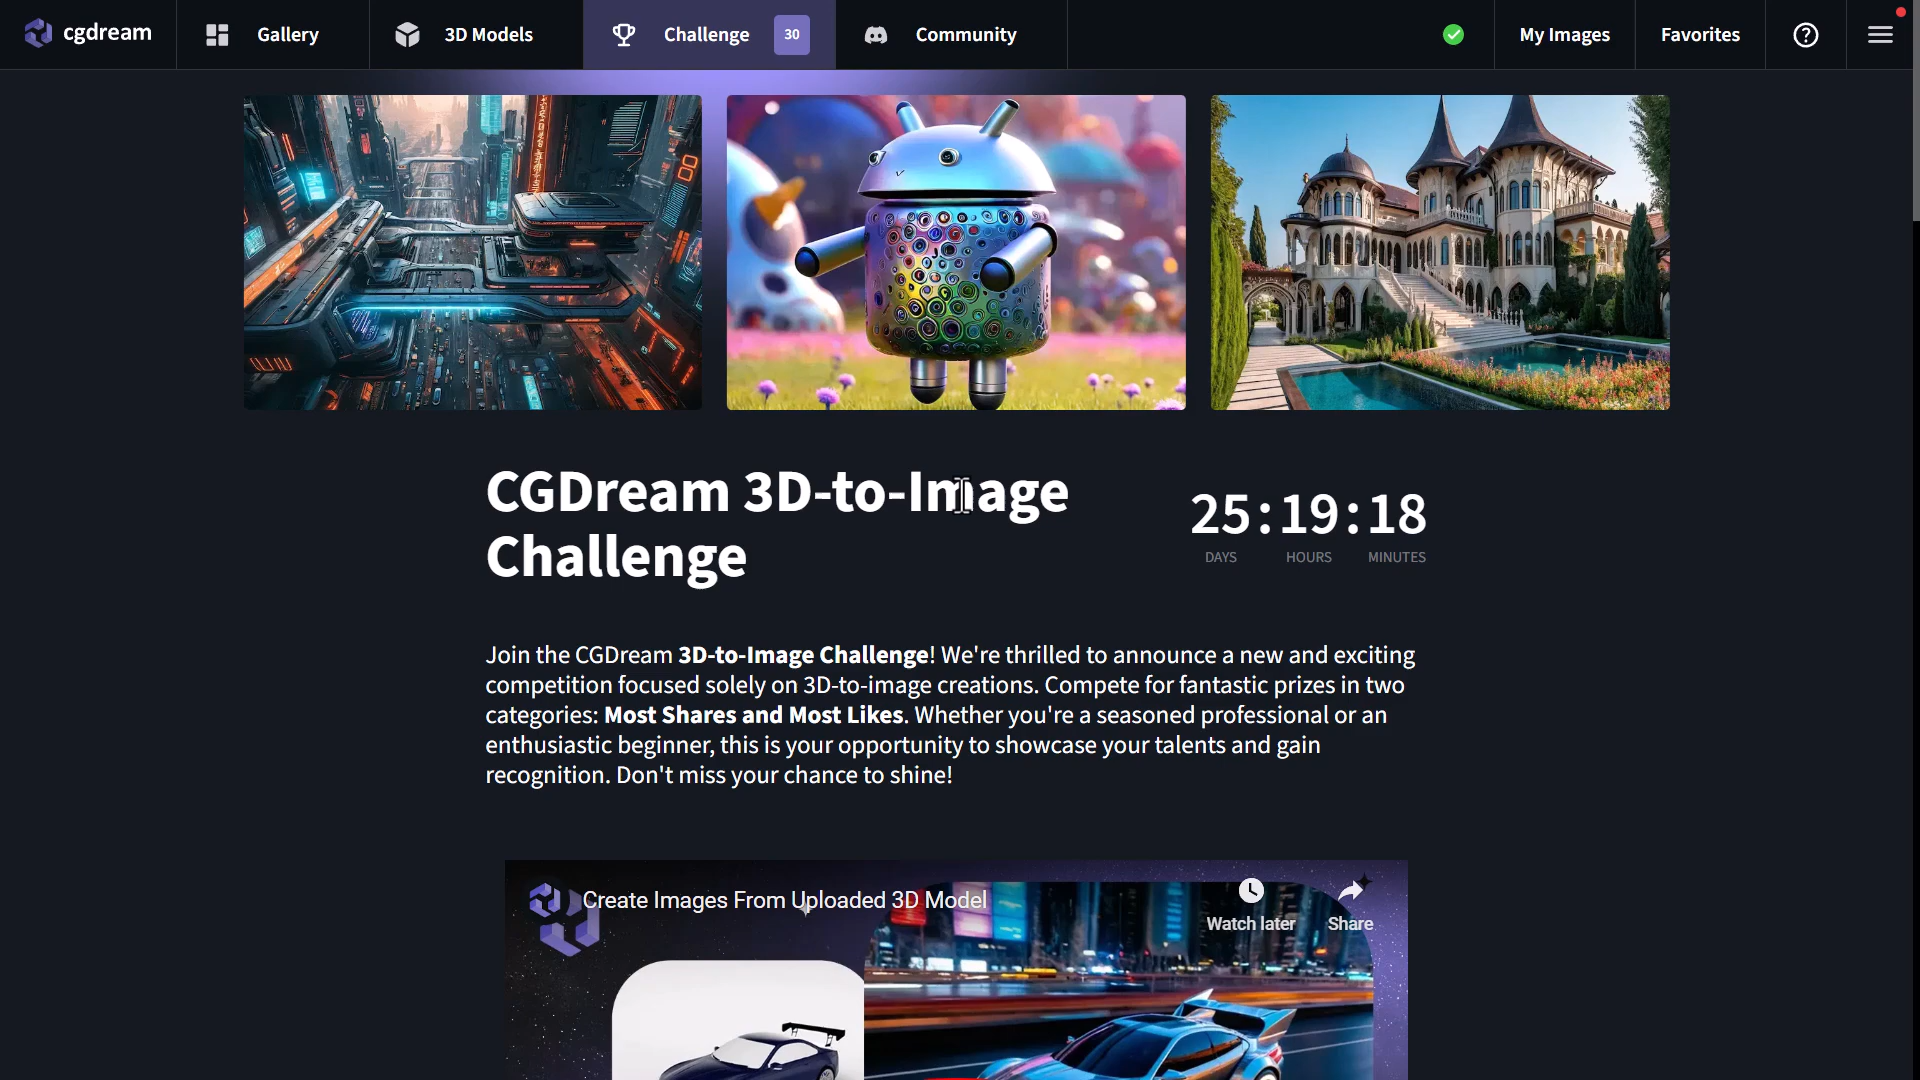 cgdream
Gallery
3D Models
Challenge
30
Community
My Images
Favorites
CGDream 3D-to-Image
Challenge
25:19:18
DAYS HOURS MINUTES
Join the CGDream 3D-to-Image Challenge! We're thrilled to announce a new and exciting
competition focused solely on 3D-to-image creations. Compete for fantastic prizes in two
categories: Most Shares and Most Likes. Whether you're a seasoned professional or an
enthusiastic beginner, this is your opportunity to showcase your talents and gain
recognition. Don't miss your chance to shine!
Create Images From Uploaded 3D Model
Watch later
Share